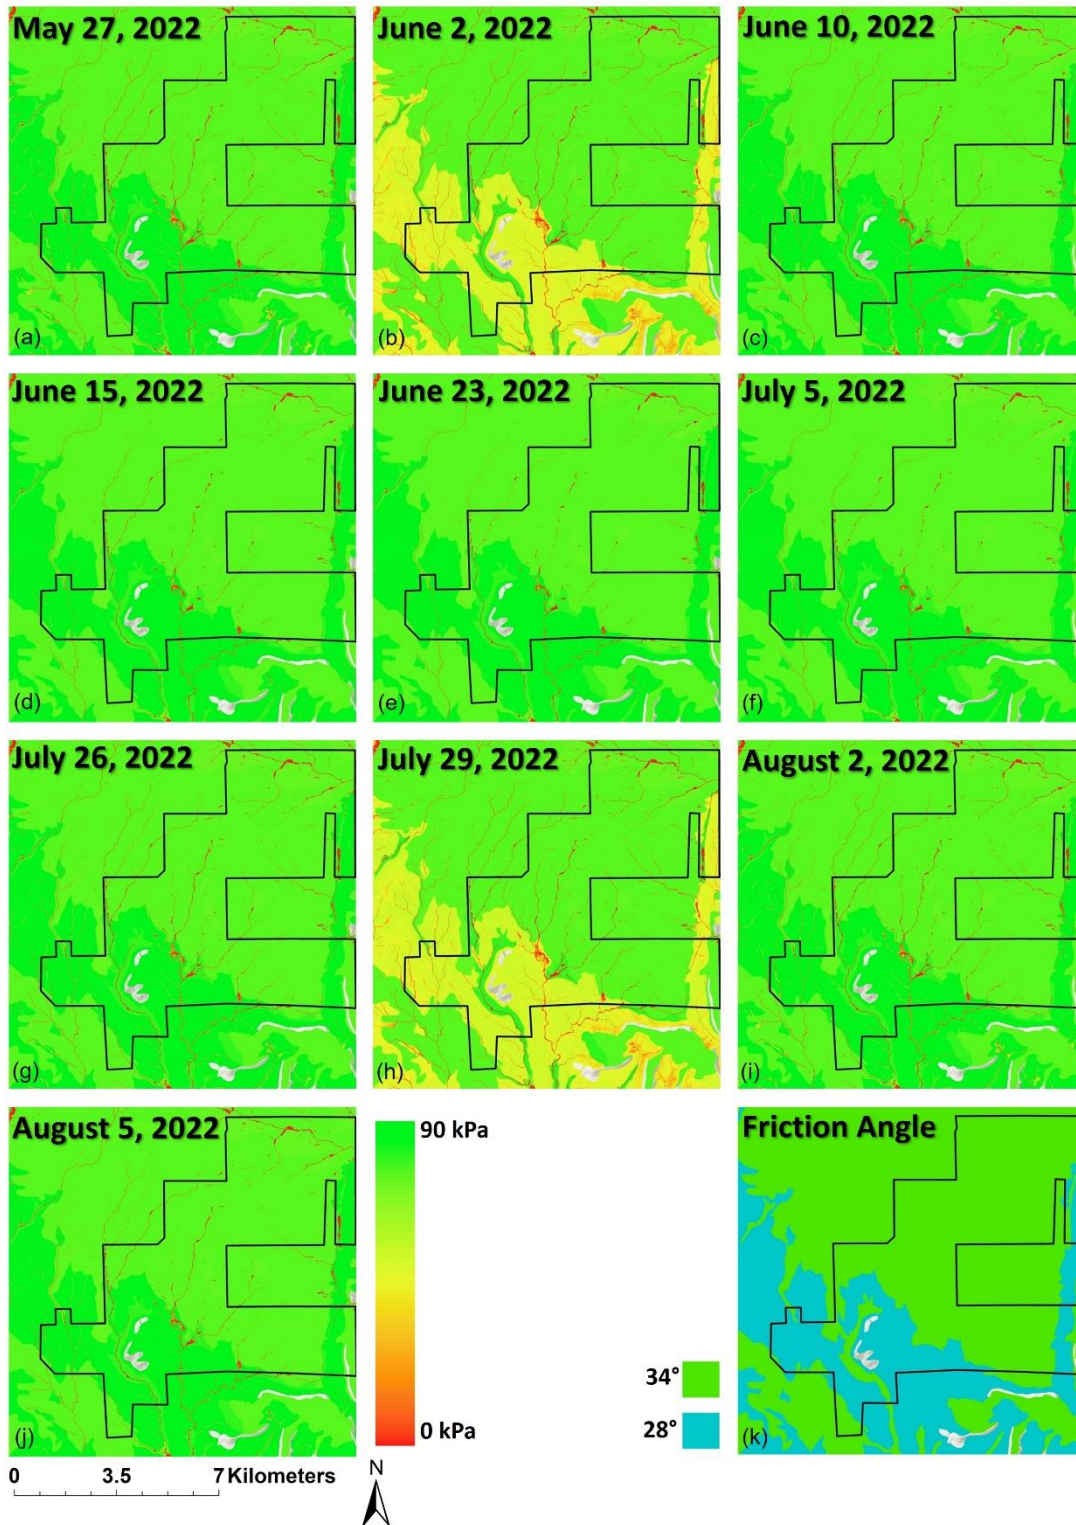 May 27, 2022
June 2, 2022
June 10, 2022
(a)
(b)
(c)
June 15, 2022
June 23, 2022
July 5, 2022
(d)
(e)
(f)
July 26, 2022
July 29, 2022
August 2, 2022
(g)
(h)
(i)
August 5, 2022
90 kPa
Friction Angle
34°
0 kPa
28°
(j)
(k)
0 3.5 7 Kilometers
N